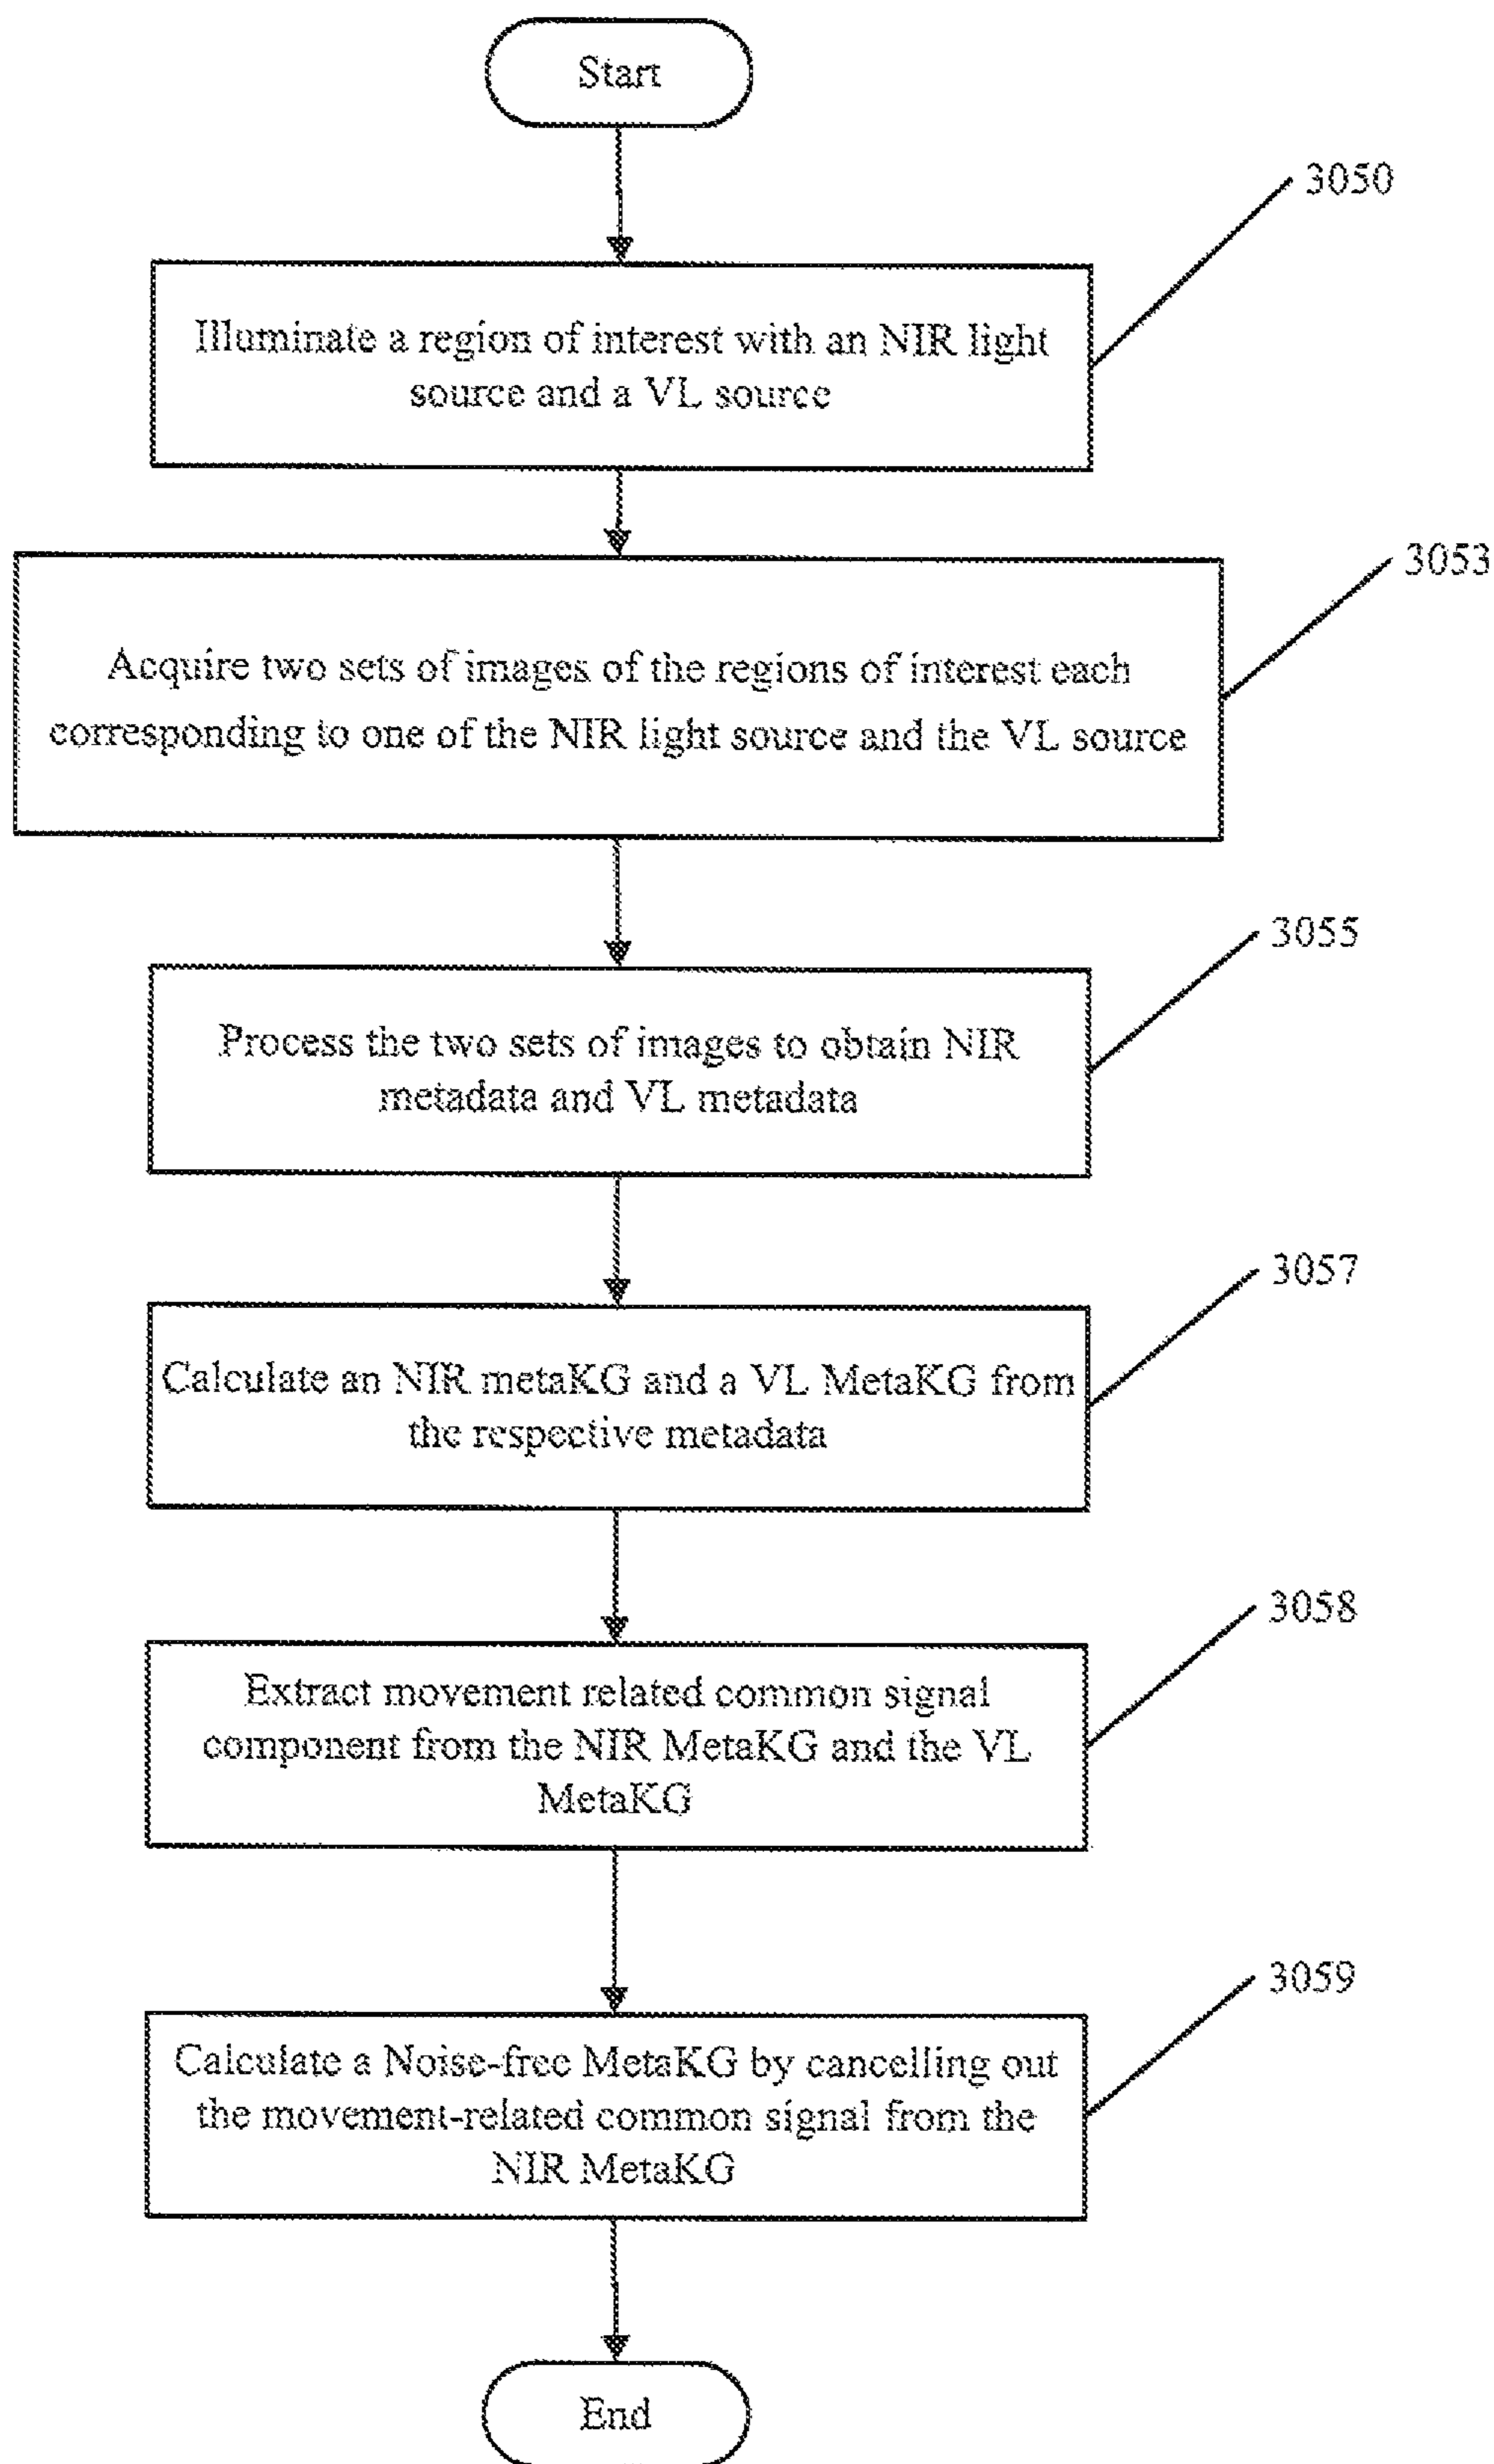 Start
3050
Illuminate a region of interest with an NIR light
source and a VL source
3053
Acquire two sets of images of the regions of interest each
corresponding to one of the NIR light source and the VL source
3055
Process the two sets of images to obtain NIR
metadata and VL metadata
3057
Calculate an NIR metaKG and a VL MetaKG from
the respective metadata
3058
Extract movement related common signal
component from the NIR MetaKG and the VL
MetaKG
3059
Calculate a Noise-free MetaKG by cancelling out
the movement-related common signal from the
NIR MetaKG
End